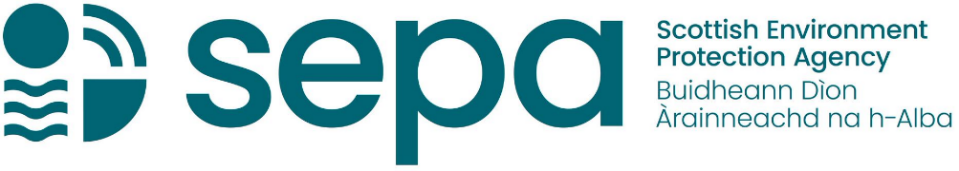 sepa
Scottish Environment
Protection Agency
Buidheann Dìon
Àrainneachd na h-Alba